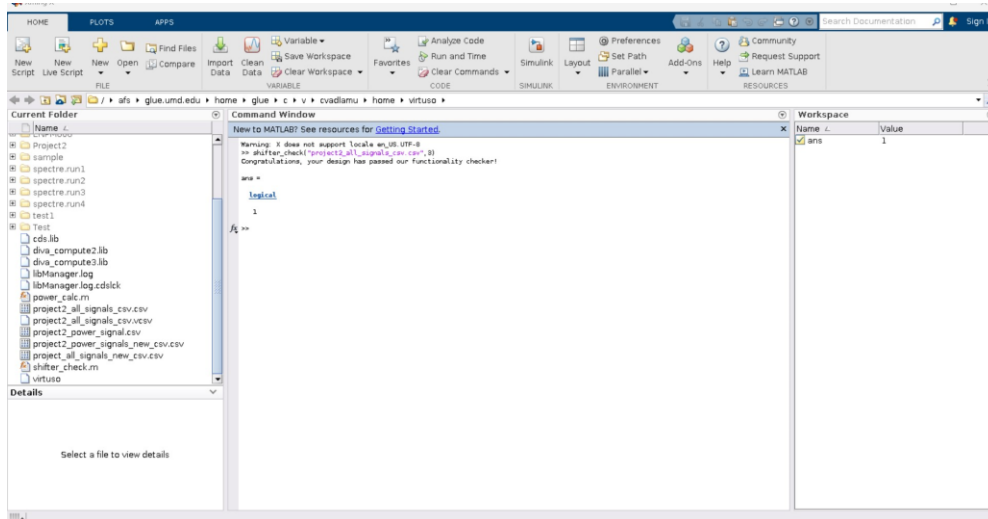 HOME PLOTS APPS
Search Documentation Sign
New Script
New Live Script
New
Open
Find Files
Compare
Import Data
Clean Data
Variable
Save Workspace
Clear Workspace
Favorites
Analyze Code
Run and Time
Clear Commands
Simulink
Layout
Preferences
Set Path
Parallel
Add-Ons
Help
Community
Request Support
Learn MATLAB
FILE VARIABLE CODE SIMULINK ENVIRONMENT RESOURCES
/ afs glue.umd.edu home glue c v cvadlamu home virtuso
Current Folder
Name
Project2
sample
spectre.run1
spectre.run2
spectre.run3
spectre.run4
test1
Test
cds.lib
diva_compute2.lib
diva_compute3.lib
libManager.log
libManager.log.cdslck
power_calc.m
project2_all_signals_csv.csv
project2_all_signals_csv.vcsv
project2_power_signal.csv
project2_power_signals_new_csv.csv
project_all_signals_new_csv.csv
shifter_check.m
virtuso
Details
Select a file to view details
Command Window
New to MATLAB? See resources for Getting Started.
Warning: X does not support locale en_US.UTF-8
>> shifter_check("project2_all_signals_csv.csv",8)
Congratulations, your design has passed our functionality checker!
ans =
logical
1
fx >>
Workspace
Name Value
ans 1